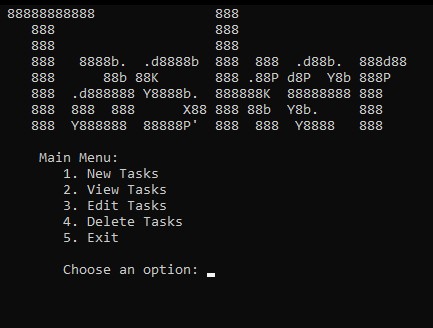 88888888888               888
   888                    888
   888                    888
   888   8888b.  .d8888b  888  888  .d88b.  888d88
   888      88b 88K       888 .88P d8P  Y8b 888P
   888  .d888888 Y8888b.  888888K  88888888 888
   888  888  888      X88 888 88b  Y8b.     888
   888  Y888888  88888P'  888  888  Y8888   888
Main Menu:
1. New Tasks
2. View Tasks
3. Edit Tasks
4. Delete Tasks
5. Exit
Choose an option: